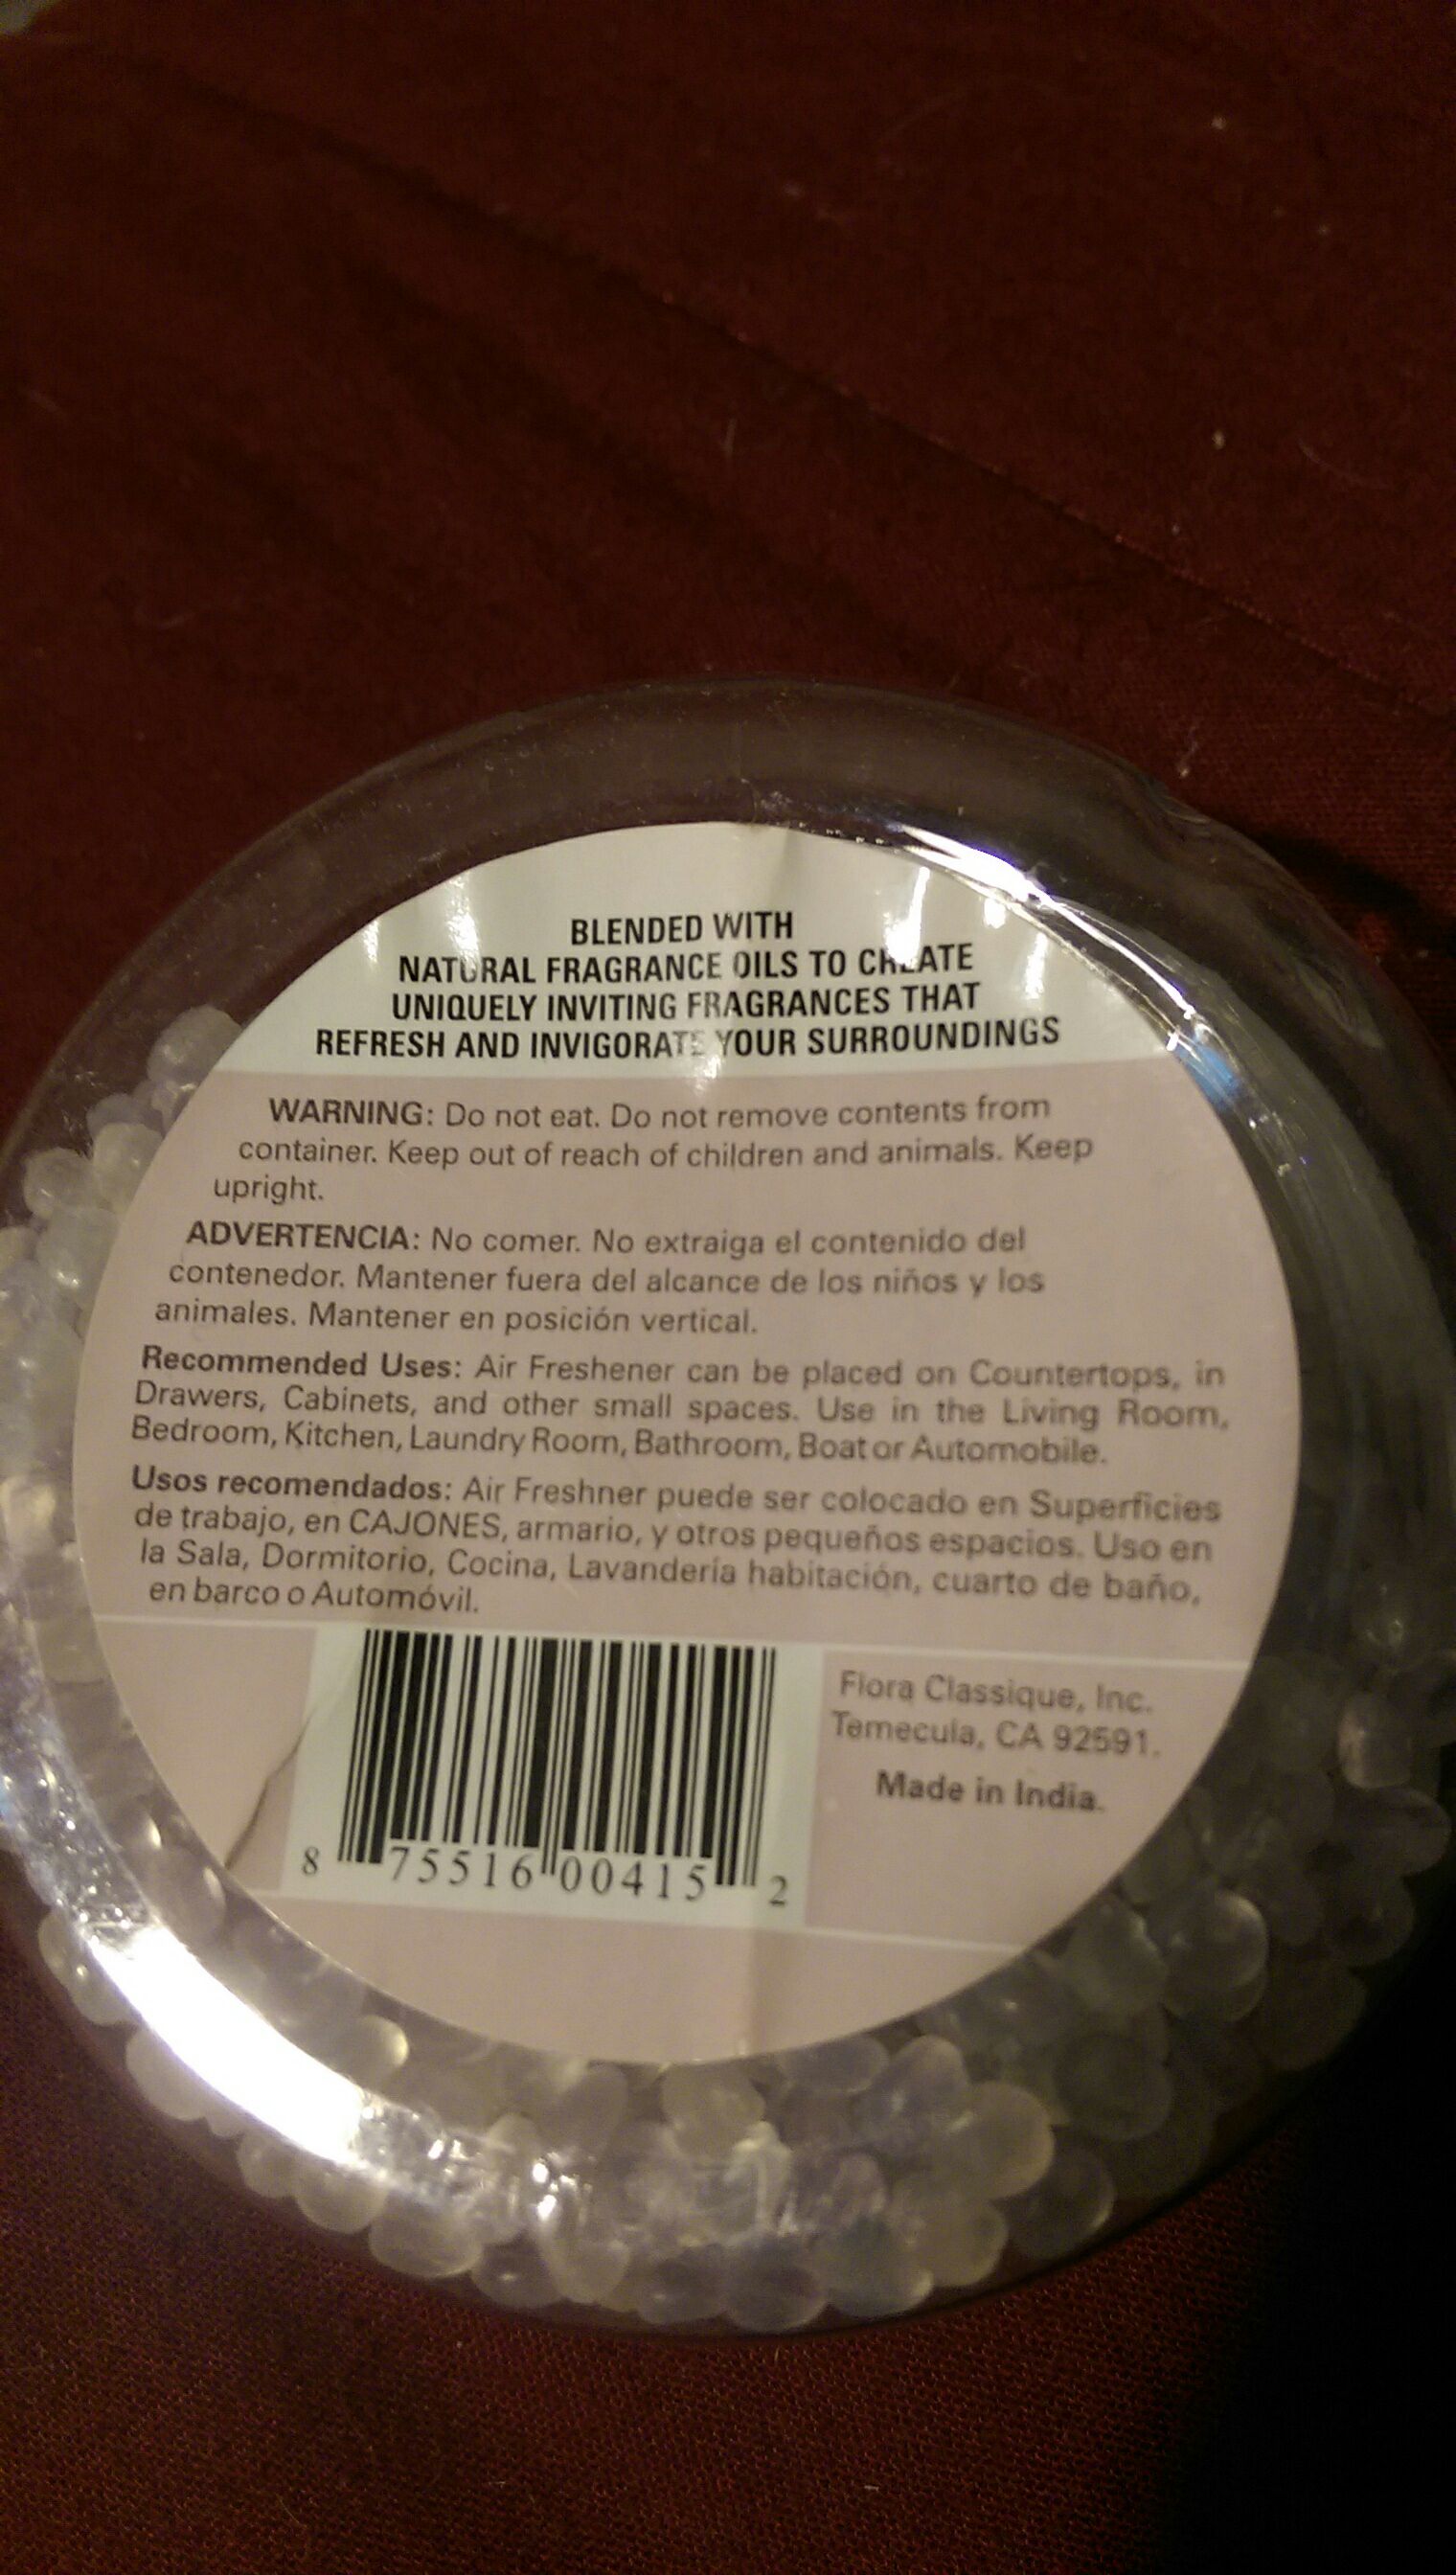 BLENDED WITH
NATURAL FRAGRANCE OILS TO CREATE
UNIQUELY INVITING FRAGRANCES THAT
REFRESH AND INVIGORATE YOUR SURROUNDINGS
WARNING: Do not eat. Do not remove contents from
container. Keep out of reach of children and animals. Keep
upright.
ADVERTENCIA: No comer. No extraiga el contenido del
contenedor. Mantener fuera del alcance de los niños y los
animales. Mantener en posición vertical.
Recommended Uses: Air Freshener can be placed on Countertops, in
Drawers, Cabinets, and other small spaces. Use in the Living Room,
Bedroom, Kitchen, Laundry Room, Bathroom, Boat or Automobile.
Usos recomendados: Air Freshner puede ser colocado en Superficies
de trabajo, en CAJONES, armario, y otros pequeños espacios. Uso en
la Sala, Dormitorio, Cocina, Lavandería habitación, cuarto de baño,
en barco o Automóvil.
Flora Classique, Inc.
Temecula, CA 92591.
Made in India.
8 75516 00415 2